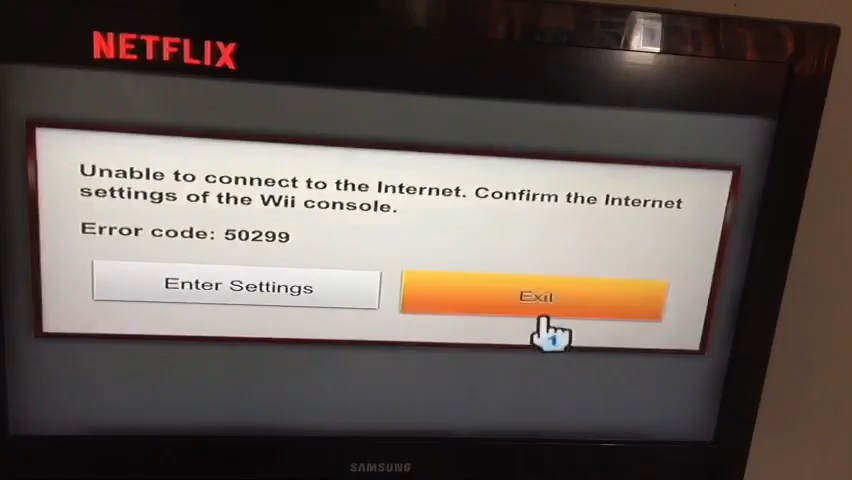 NETFLIX
Unable to connect to the Internet. Confirm the Internet
settings of the Wii console.
Error code: 50299
Enter Settings
Exit
1
SAMSUNG